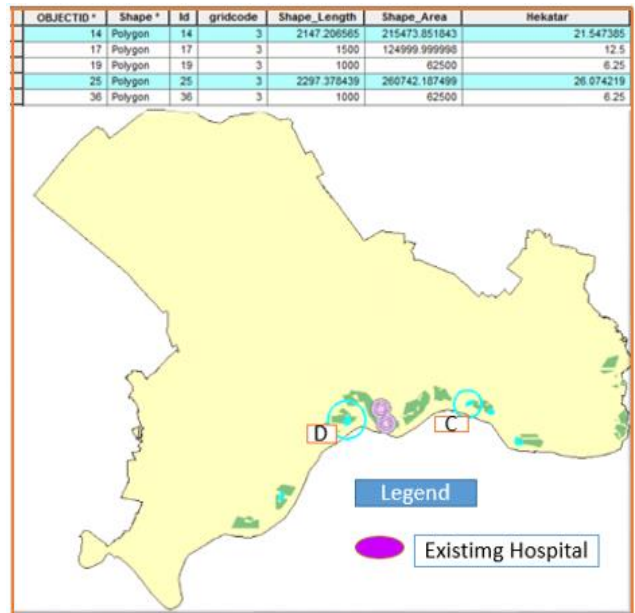 OBJECTID * Shape * Id gridcode Shape_Length Shape_Area Hekatar
14 Polygon 14 3 2147.206565 215473.851843 21.547385
17 Polygon 17 3 1500 124999.999998 12.5
19 Polygon 19 3 1000 62500 6.25
25 Polygon 25 3 2297.378439 260742.187499 26.074219
36 Polygon 36 3 1000 62500 6.25
D
C
Legend
Existimg Hospital